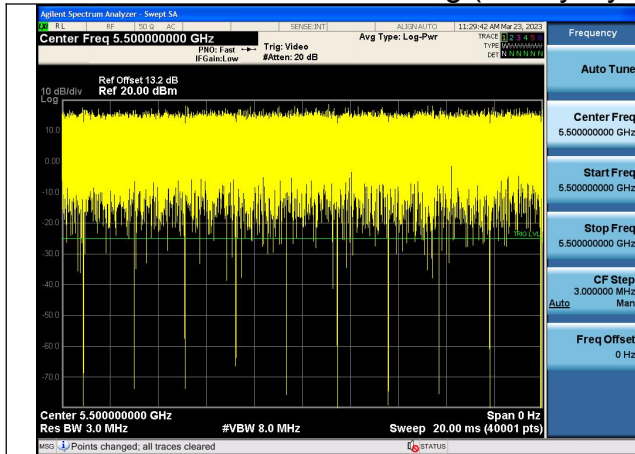 Agilent Spectrum Analyzer - Swept SA
RL RF 50 Ω AC SENSE:INT ALIGN AUTO 11:29:42 AM Mar 23, 2023
Center Freq 5.500000000 GHz
Avg Type: Log-Pwr
TRACE 1 2 3 4 5 6
PNO: Fast Trig: Video
TYPE
IFGain:Low #Atten: 20 dB
DET N N N N N N
Ref Offset 13.2 dB
10 dB/div Ref 20.00 dBm
Log
10.0
0.00
-10.0
-20.0
TRIG LVL
-30.0
-40.0
-50.0
-60.0
-70.0
Center 5.500000000 GHz Span 0 Hz
Res BW 3.0 MHz #VBW 8.0 MHz Sweep 20.00 ms (40001 pts)
MSG Points changed; all traces cleared STATUS
Frequency
Auto Tune
Center Freq
5.500000000 GHz
Start Freq
5.500000000 GHz
Stop Freq
5.500000000 GHz
CF Step
3.000000 MHz
Auto Man
Freq Offset
0 Hz